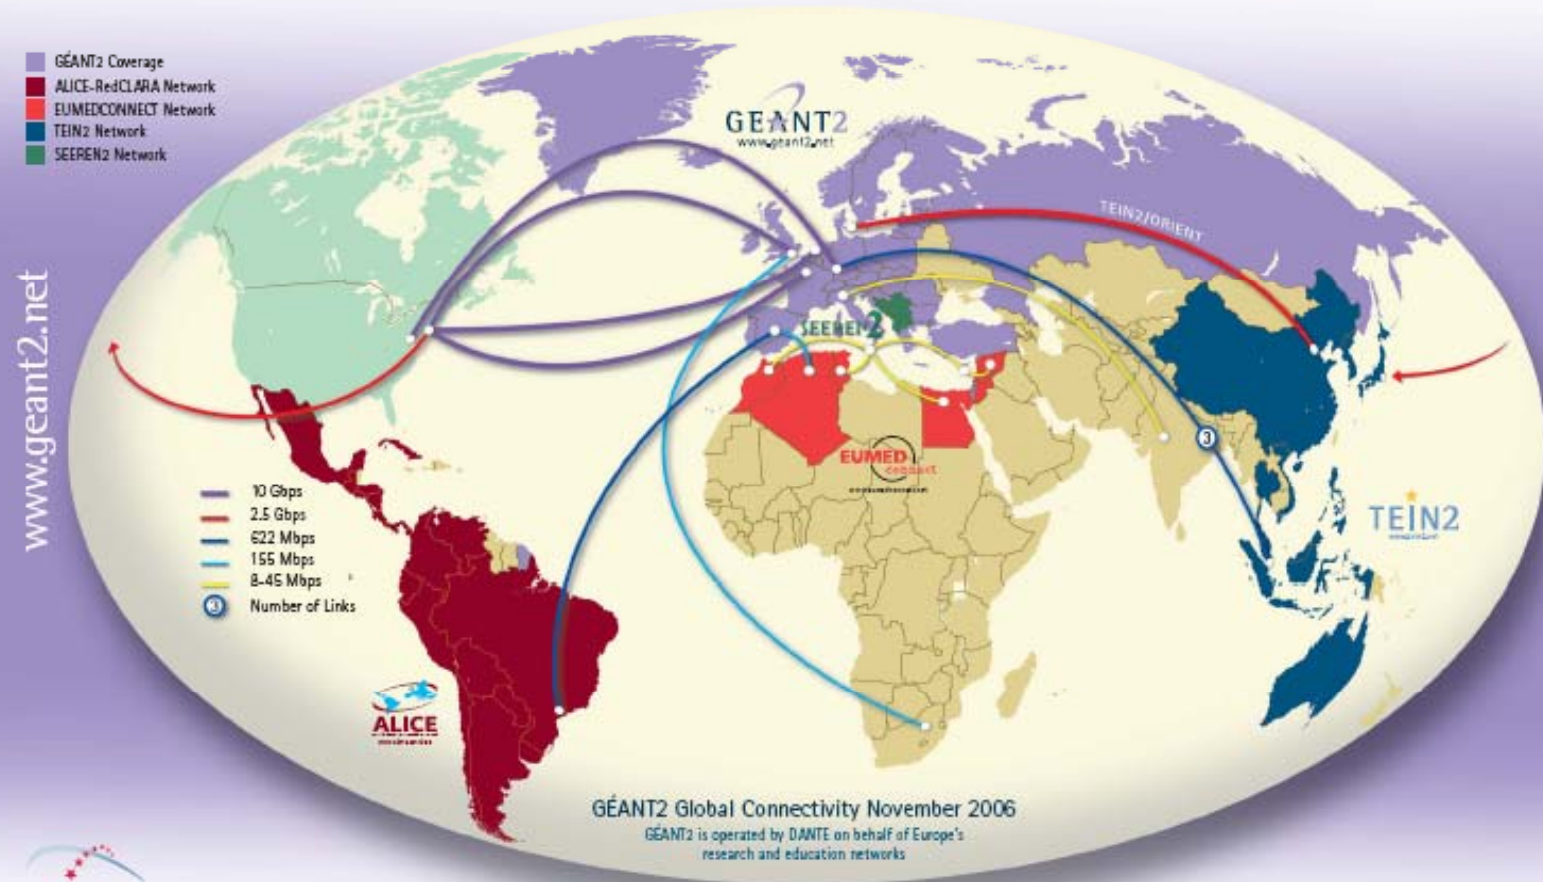 www.geant2.net
GÉANT2 Coverage
ALICE-RedCLARA Network
EUMEDCONNECT Network
TEIN2 Network
SEEREN2 Network
GEANT2
www.geant2.net
TEIN2/ORIENT
SEEREN2
EUMED
connect
3
TEIN2
10 Gbps
2.5 Gbps
622 Mbps
155 Mbps
8-45 Mbps
3 Number of Links
ALICE
GÉANT2 Global Connectivity November 2006
GÉANT2 is operated by DANTE on behalf of Europe's
research and education networks